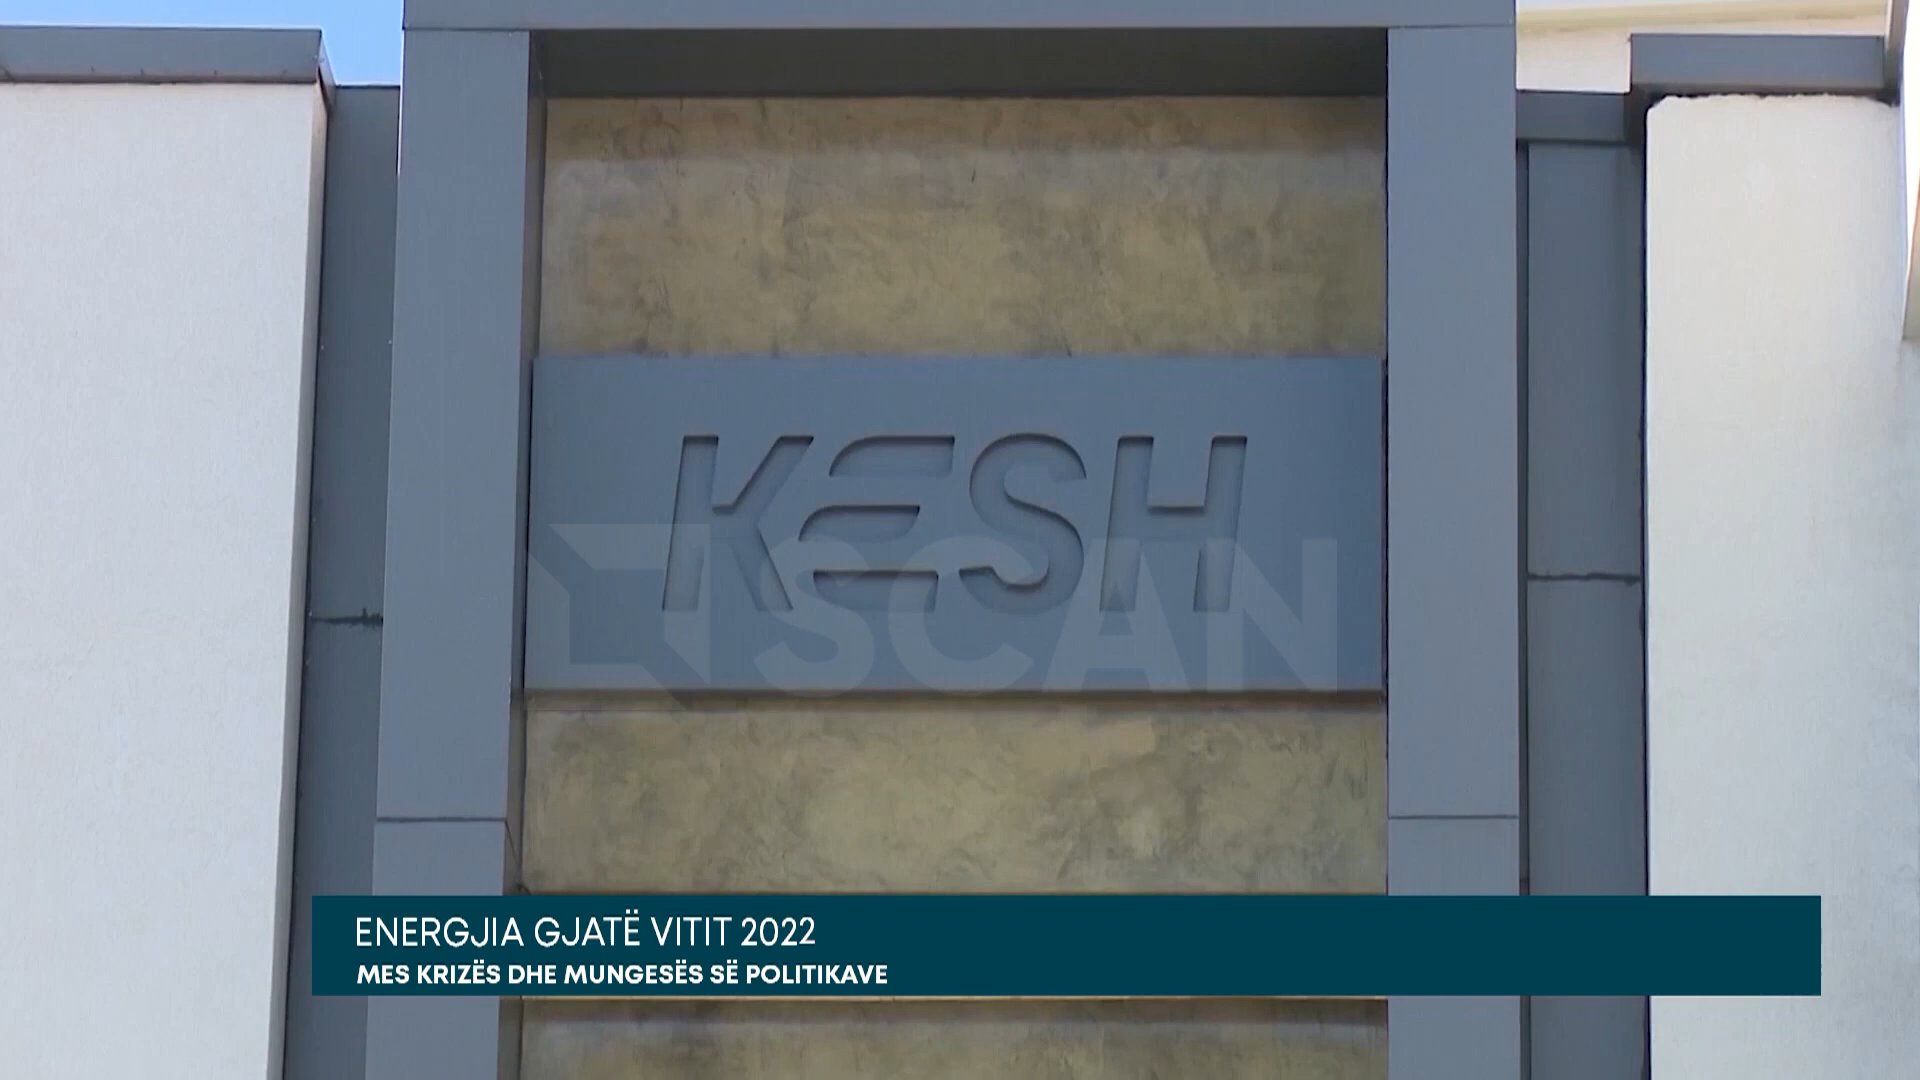 KESH
SCAN
ENERGJIA GJATË VITIT 2022
MES KRIZËS DHE MUNGESËS SË POLITIKAVE